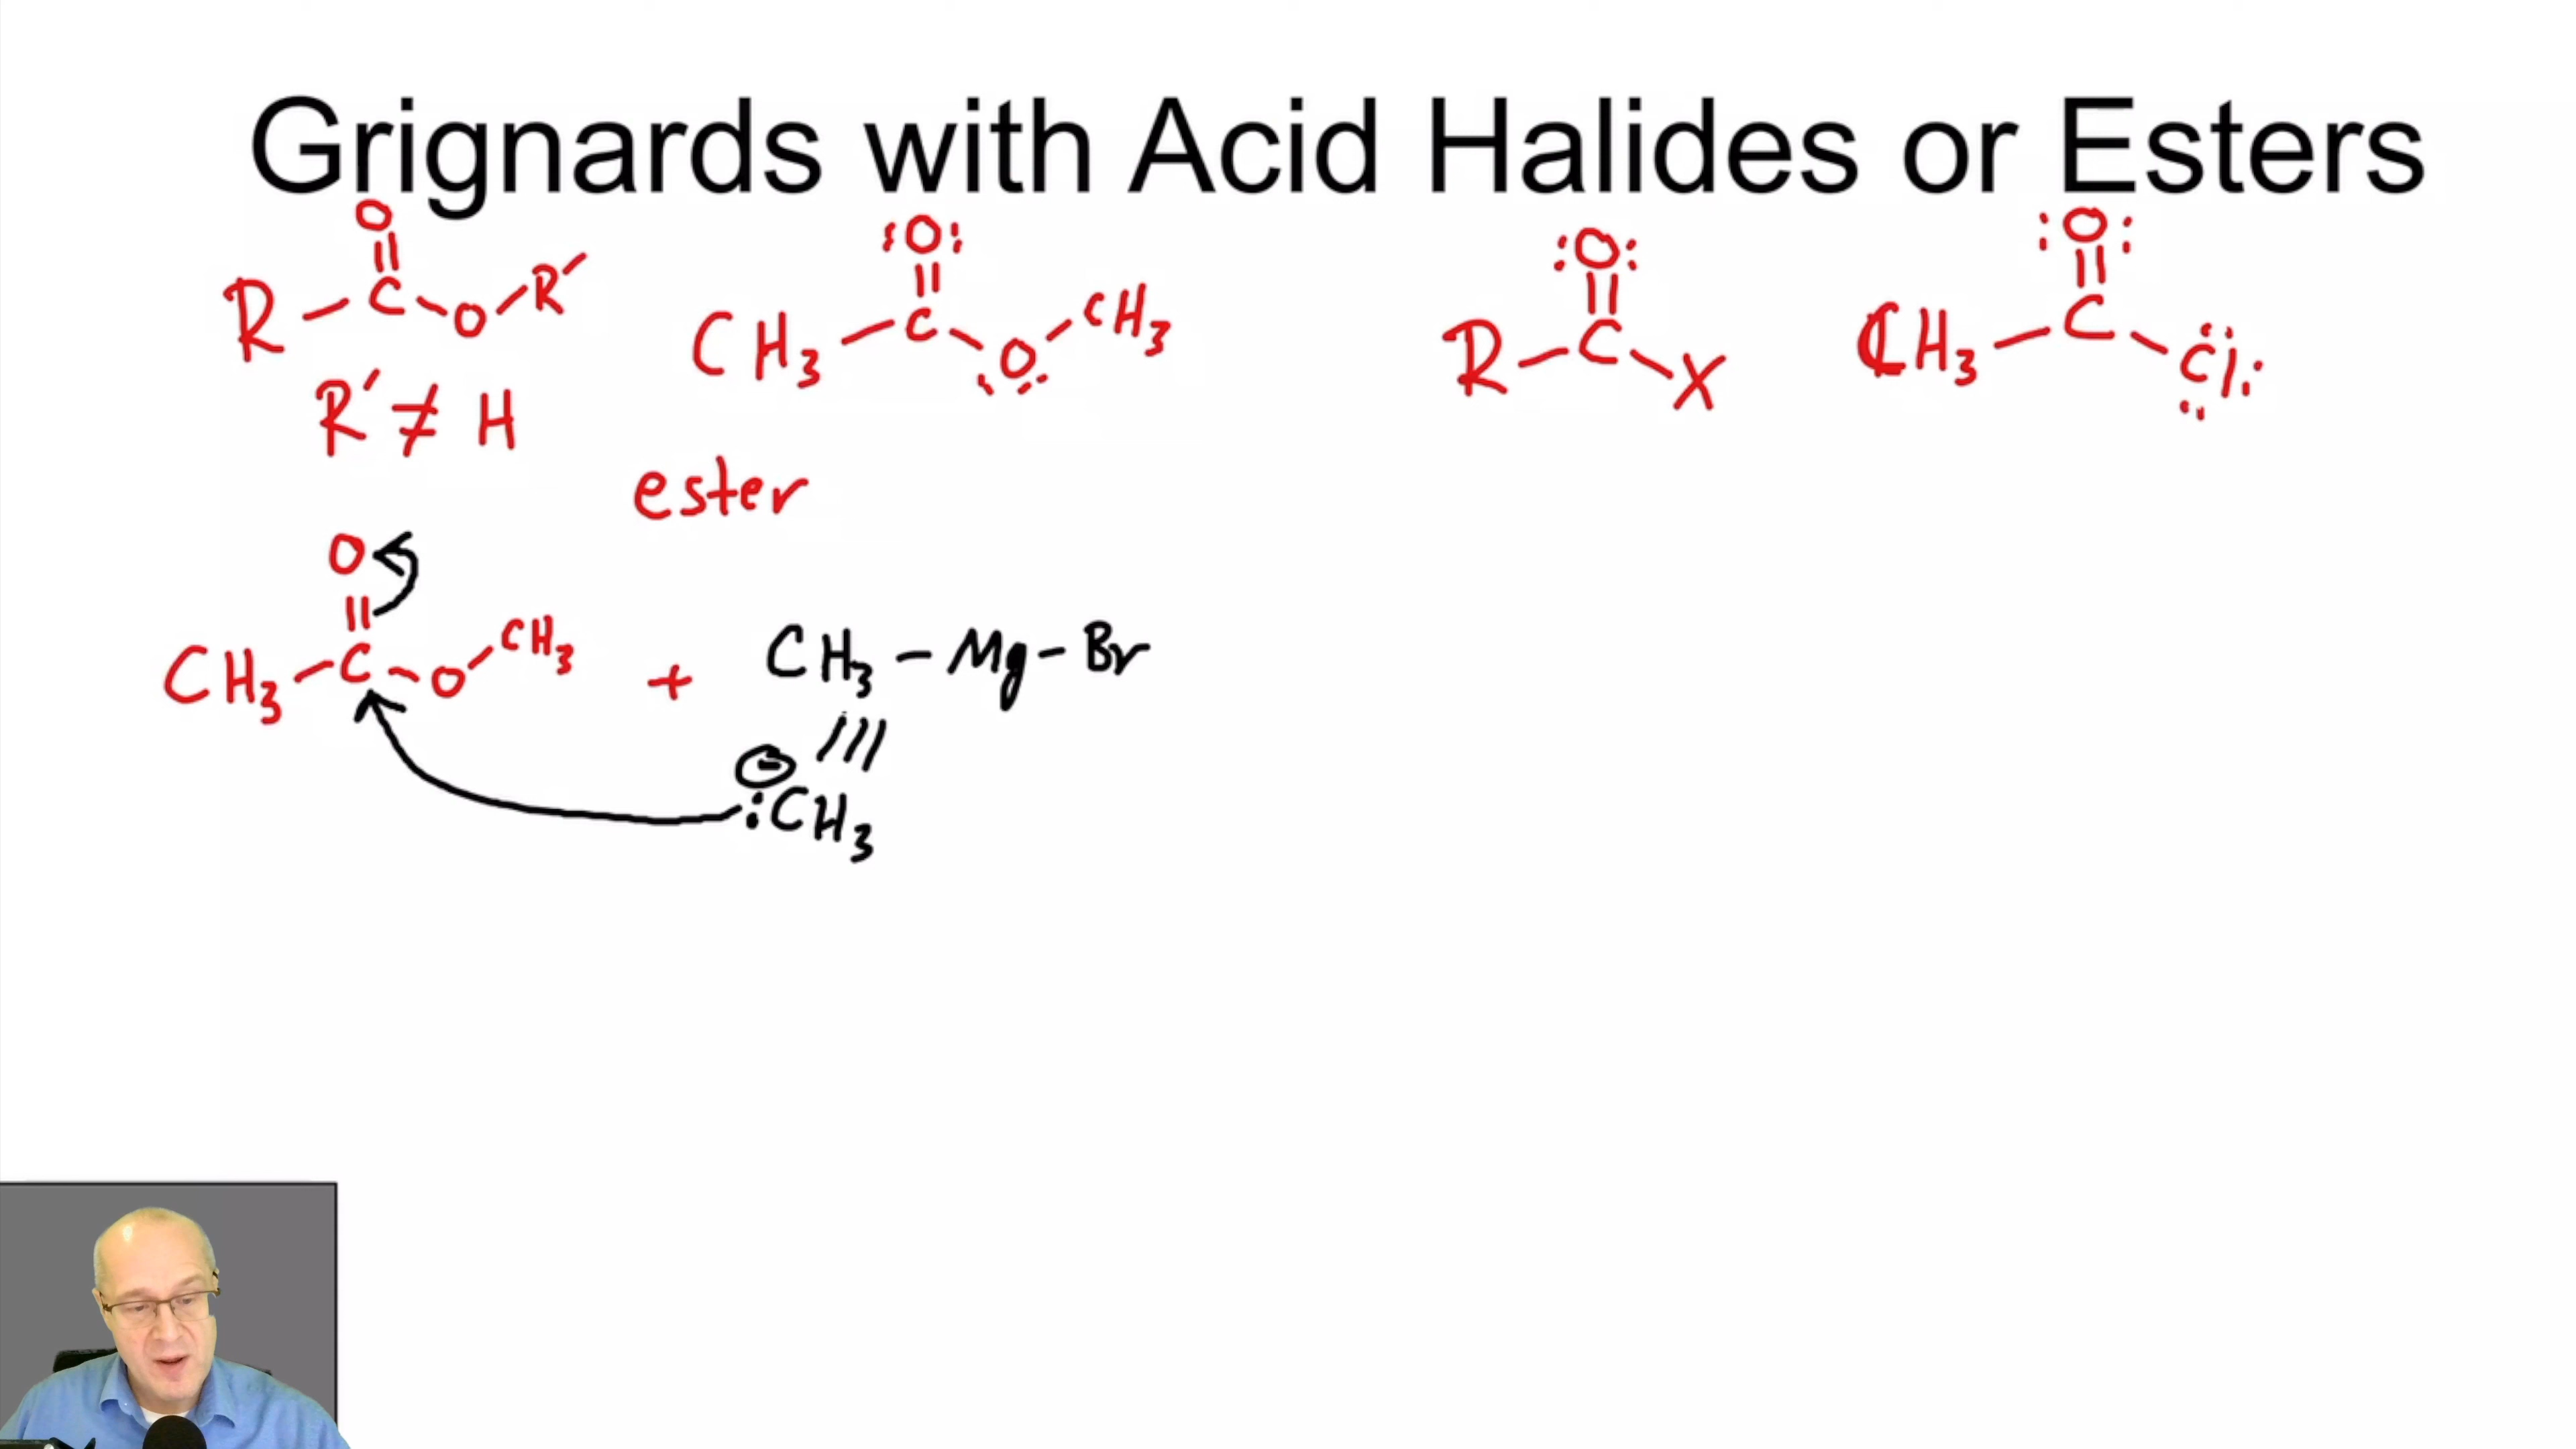 Grignards with Acid Halides or Esters
O
R - C - O - R′
R′ ≠ H
:O:
CH3 - C - O - CH3
ester
:O:
R - C - X
:O:
CH3 - C - Cl:
O
CH3 - C - O - CH3 + CH3 - Mg - Br
⊖
:CH3